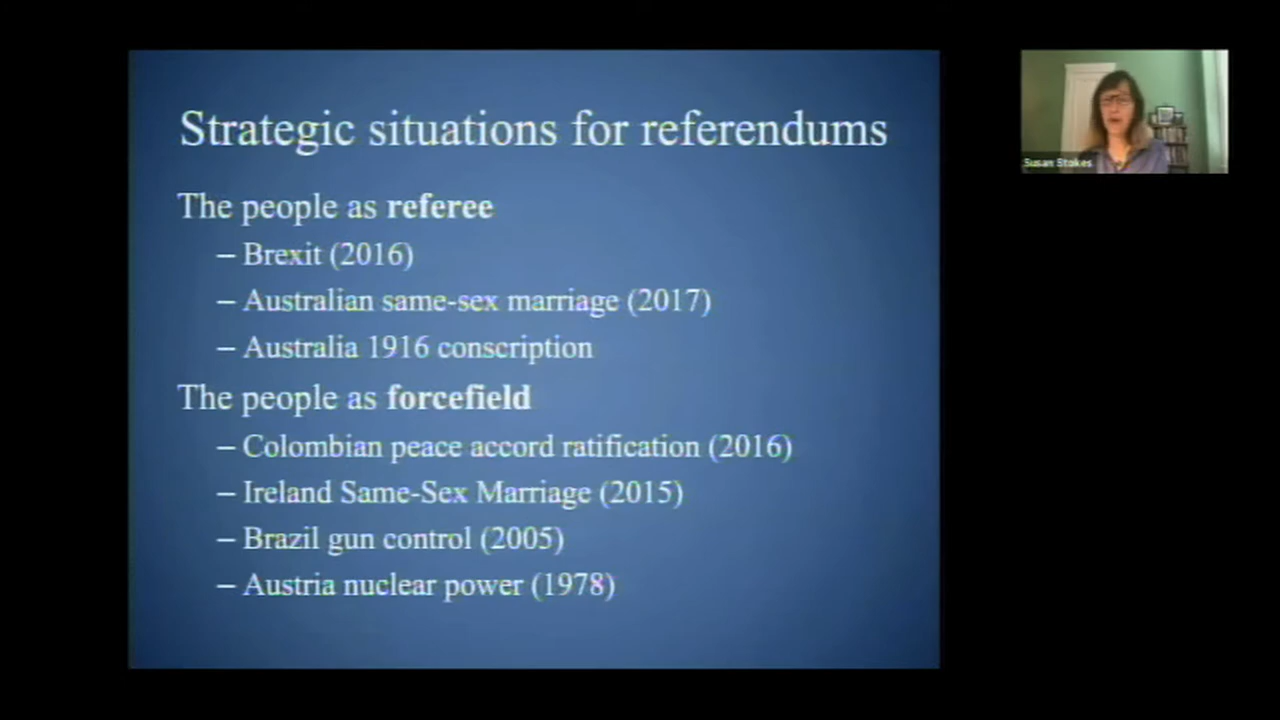 Strategic situations for referendums
The people as referee
– Brexit (2016)
– Australian same-sex marriage (2017)
– Australia 1916 conscription
The people as forcefield
– Colombian peace accord ratification (2016)
– Ireland Same-Sex Marriage (2015)
– Brazil gun control (2005)
– Austria nuclear power (1978)
Susan Stokes